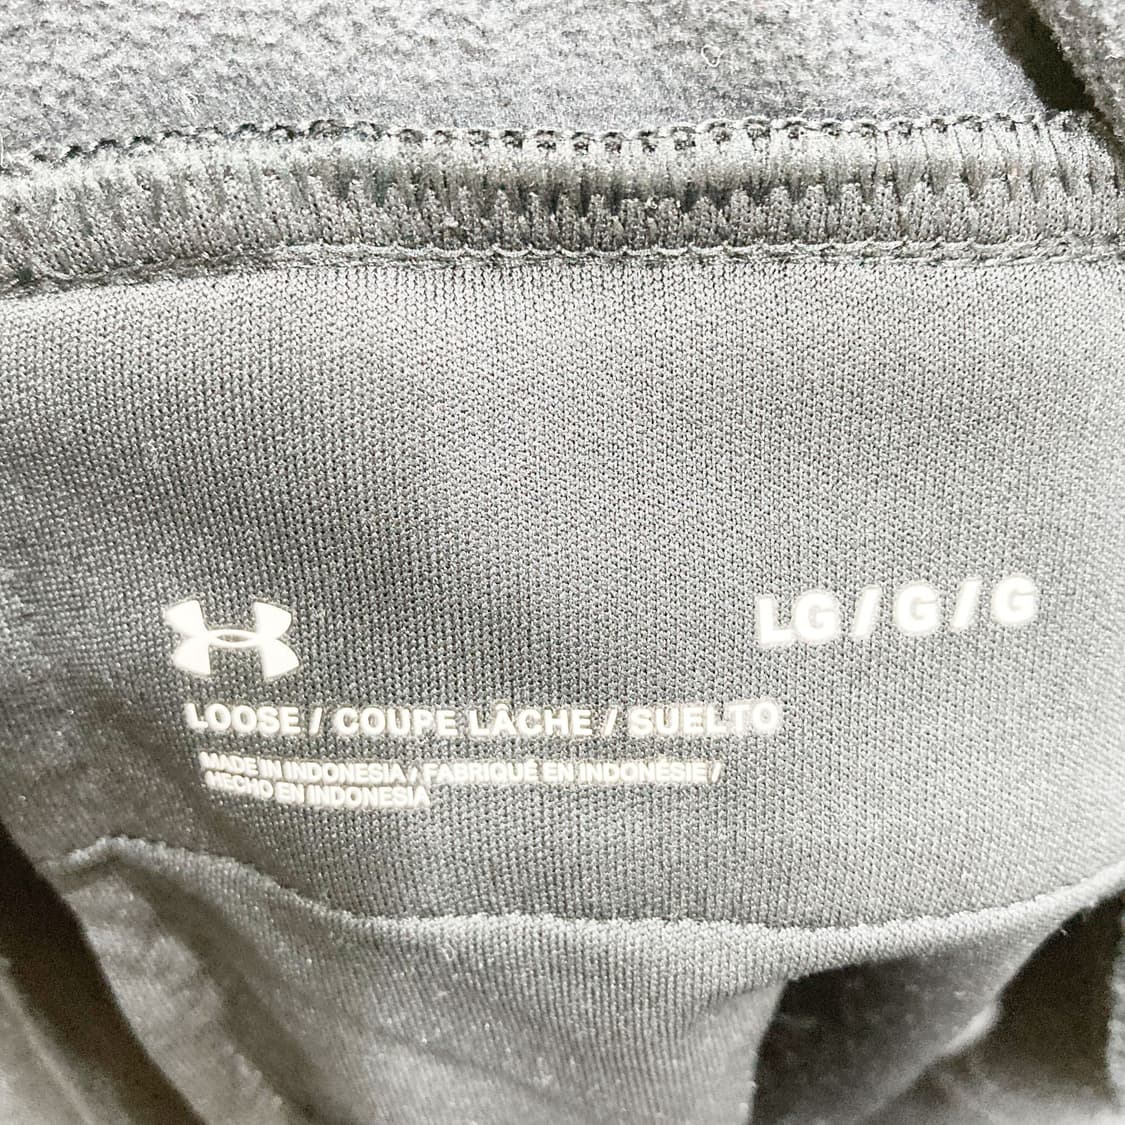 LG / G / G
LOOSE / COUPE LÂCHE / SUELTO
MADE IN INDONESIA / FABRIQUÉ EN INDONÉSIE /
HECHO EN INDONESIA